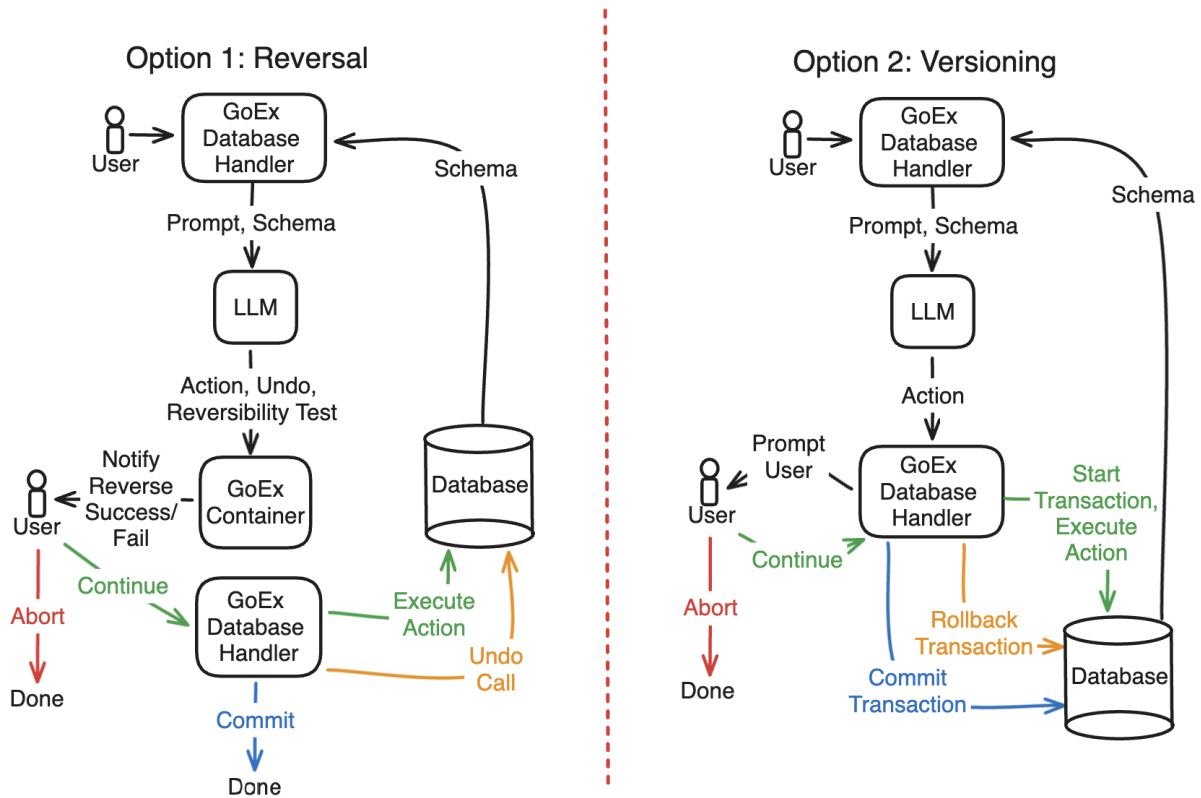 Option 1: Reversal
User
GoEx
Database
Handler
Schema
Prompt, Schema
LLM
Action, Undo,
Reversibility Test
Notify
Reverse
Success/
Fail
User
GoEx
Container
Database
Continue
Abort
Done
GoEx
Database
Handler
Execute
Action
Undo
Call
Commit
Done
Option 2: Versioning
User
GoEx
Database
Handler
Schema
Prompt, Schema
LLM
Action
Prompt
User
User
GoEx
Database
Handler
Start
Transaction,
Execute
Action
Continue
Abort
Done
Rollback
Transaction
Commit
Transaction
Database